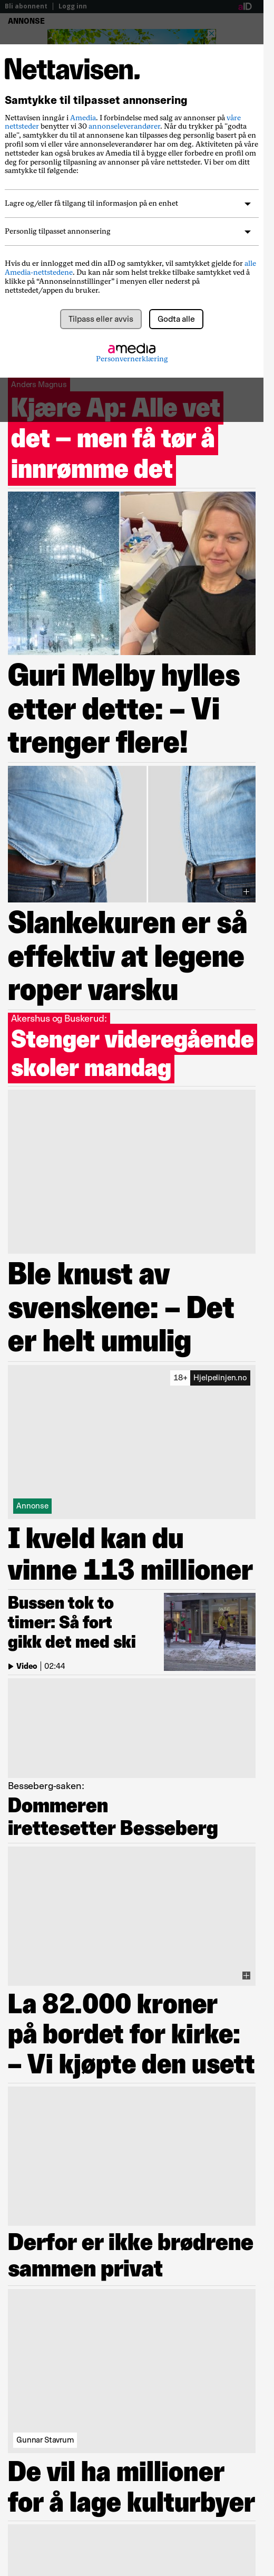 Bli abonnent | Logg inn
aID
ANNONSE
Nettavisen.
Samtykke til tilpasset annonsering
Nettavisen inngår i Amedia. I forbindelse med salg av annonser på våre
nettsteder benytter vi 30 annonseleverandører. Når du trykker på "godta
alle", samtykker du til at annonsene kan tilpasses deg personlig basert på en
profil som vi eller våre annonseleverandører har om deg. Aktiviteten på våre
nettsteder kan også brukes av Amedia til å bygge eller forbedre en profil om
deg for personlig tilpasning av annonser på våre nettsteder. Vi ber om ditt
samtykke til følgende:
Lagre og/eller få tilgang til informasjon på en enhet
Personlig tilpasset annonsering
Hvis du er innlogget med din aID og samtykker, vil samtykket gjelde for alle
Amedia-nettstedene. Du kan når som helst trekke tilbake samtykket ved å
klikke på “Annonseinnstillinger” i menyen eller nederst på
nettstedet/appen du bruker.
Tilpass eller avvis
Godta alle
amedia
Personvernerklæring
Anders Magnus
Kjære Ap: Alle vet
det – men få tør å
innrømme det
Guri Melby hylles
etter dette: – Vi
trenger flere!
Slankekuren er så
effektiv at legene
roper varsku
Akershus og Buskerud:
Stenger videregående
skoler mandag
Ble knust av
svenskene: – Det
er helt umulig
18+ Hjelpelinjen.no
Annonse
I kveld kan du
vinne 113 millioner
Bussen tok to
timer: Så fort
gikk det med ski
Video | 02:44
Besseberg-saken:
Dommeren
irettesetter Besseberg
La 82.000 kroner
på bordet for kirke:
– Vi kjøpte den usett
Derfor er ikke brødrene
sammen privat
Gunnar Stavrum
De vil ha millioner
for å lage kulturbyer